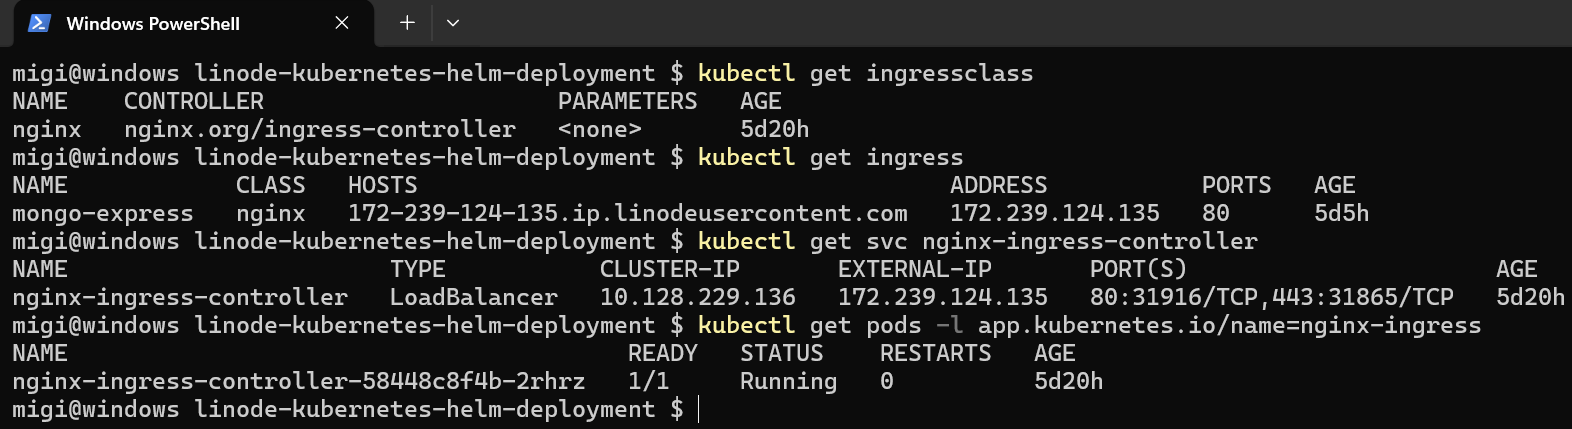 Windows PowerShell
migi@windows linode-kubernetes-helm-deployment $ kubectl get ingressclass
NAME    CONTROLLER                     PARAMETERS   AGE
nginx   nginx.org/ingress-controller   <none>       5d20h
migi@windows linode-kubernetes-helm-deployment $ kubectl get ingress
NAME            CLASS   HOSTS                                      ADDRESS           PORTS   AGE
mongo-express   nginx   172-239-124-135.ip.linodeusercontent.com   172.239.124.135   80      5d5h
migi@windows linode-kubernetes-helm-deployment $ kubectl get svc nginx-ingress-controller
NAME                       TYPE           CLUSTER-IP       EXTERNAL-IP       PORT(S)                      AGE
nginx-ingress-controller   LoadBalancer   10.128.229.136   172.239.124.135   80:31916/TCP,443:31865/TCP   5d20h
migi@windows linode-kubernetes-helm-deployment $ kubectl get pods -l app.kubernetes.io/name=nginx-ingress
NAME                                        READY   STATUS    RESTARTS   AGE
nginx-ingress-controller-58448c8f4b-2rhrz   1/1     Running   0          5d20h
migi@windows linode-kubernetes-helm-deployment $